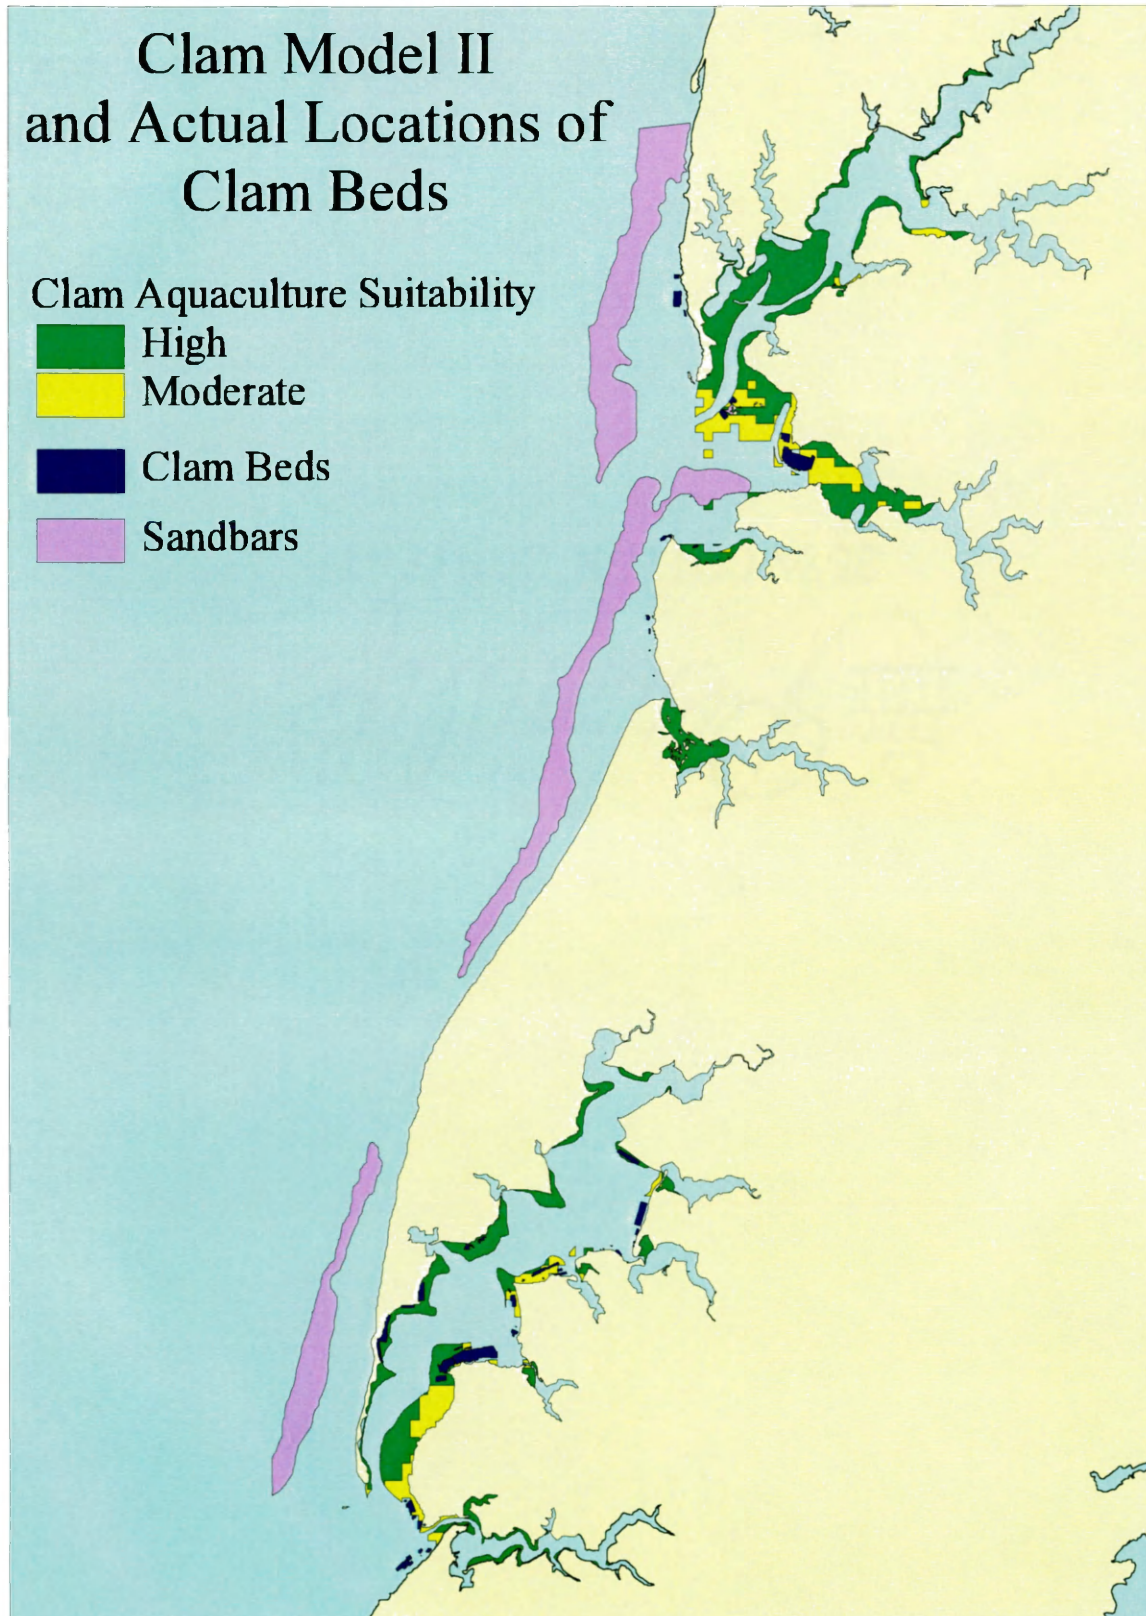 Clam Model II
and Actual Locations of
Clam Beds
Clam Aquaculture Suitability
High
Moderate
Clam Beds
Sandbars